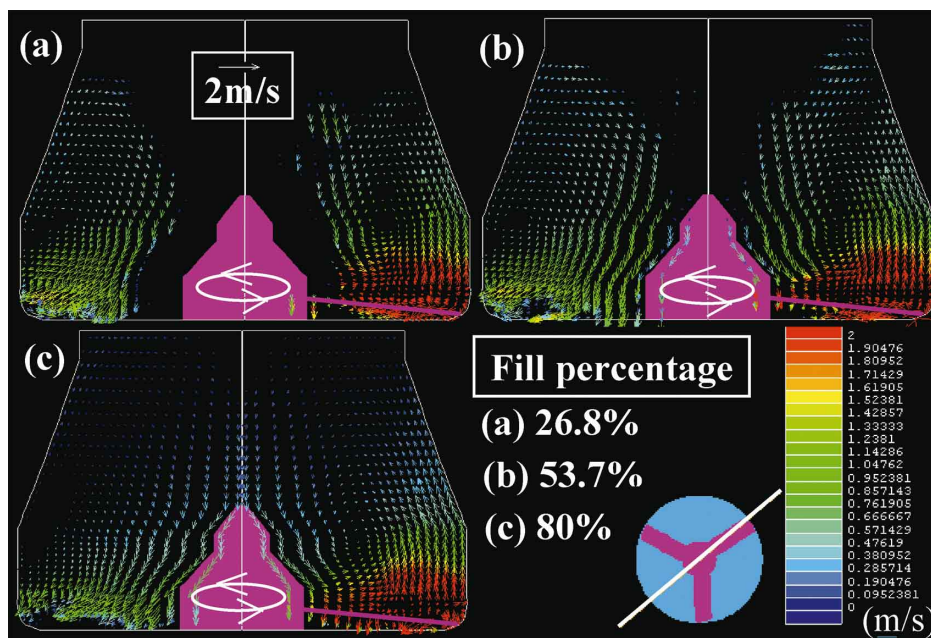 (a)
2m/s
(b)
(c)
Fill percentage
(a) 26.8%
(b) 53.7%
(c) 80%
2
1.90476
1.80952
1.71429
1.61905
1.52381
1.42857
1.33333
1.2381
1.14286
1.04762
0.952381
0.857143
0.761905
0.666667
0.571429
0.47619
0.380952
0.285714
0.190476
0.0952381
0
(m/s)